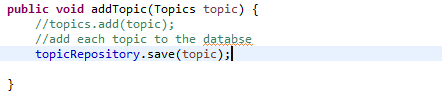 public void addTopic(Topics topic) {
//topics.add(topic);
//add each topic to the databse
topicRepository.save(topic);
}